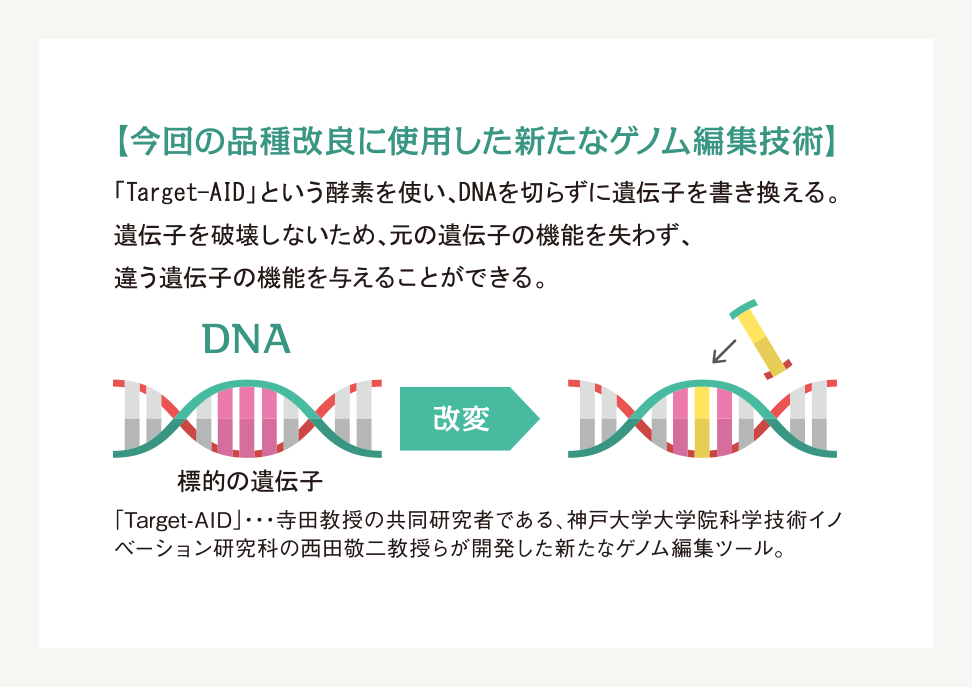 【今回の品種改良に使用した新たなゲノム編集技術】
「Target-AID」という酵素を使い、DNAを切らずに遺伝子を書き換える。
遺伝子を破壊しないため、元の遺伝子の機能を失わず、
違う遺伝子の機能を与えることができる。
DNA
改変
標的の遺伝子
「Target-AID」・・・寺田教授の共同研究者である、神戸大学大学院科学技術イノ
ベーション研究科の西田敬二教授らが開発した新たなゲノム編集ツール。